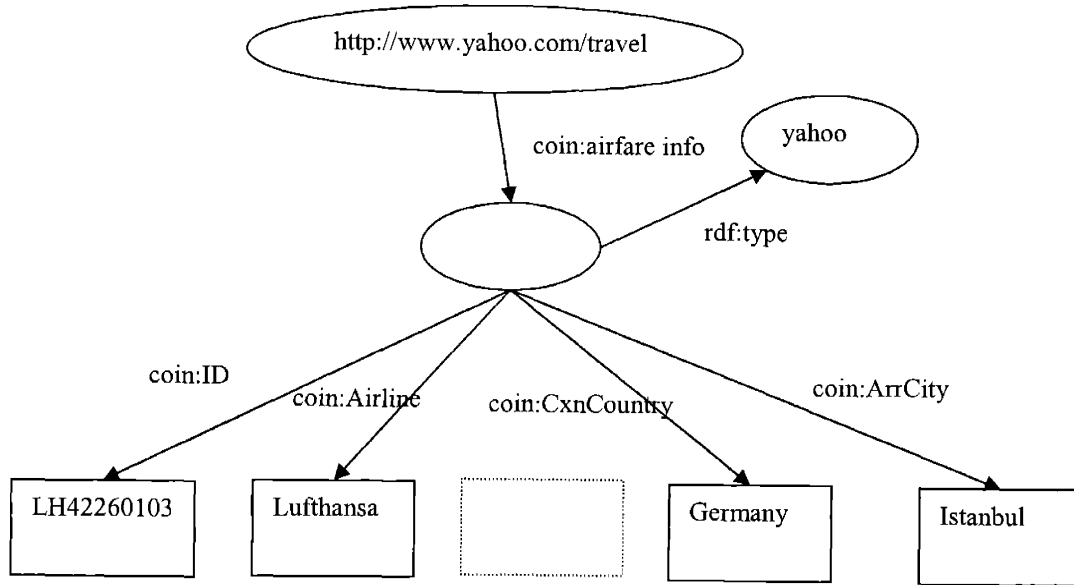 http://www.yahoo.com/travel
yahoo
coin:airfare info
rdf:type
coin:ID
coin:Airline
coin:CxnCountry
coin:ArrCity
LH42260103
Lufthansa
Germany
Istanbul